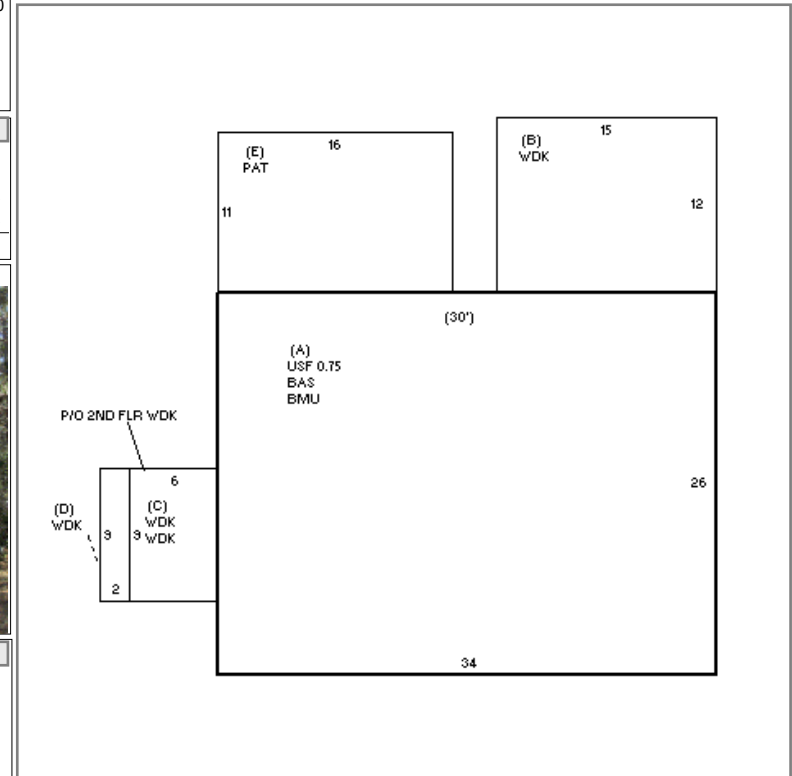 15
(B)
WDK
12
16
(E)
PAT
11
(30')
(A)
USF 0.75
BAS
BMU
P/O 2ND FLR WDK
6
26
(D)
WDK
(C)
WDK
WDK
9
9
2
34